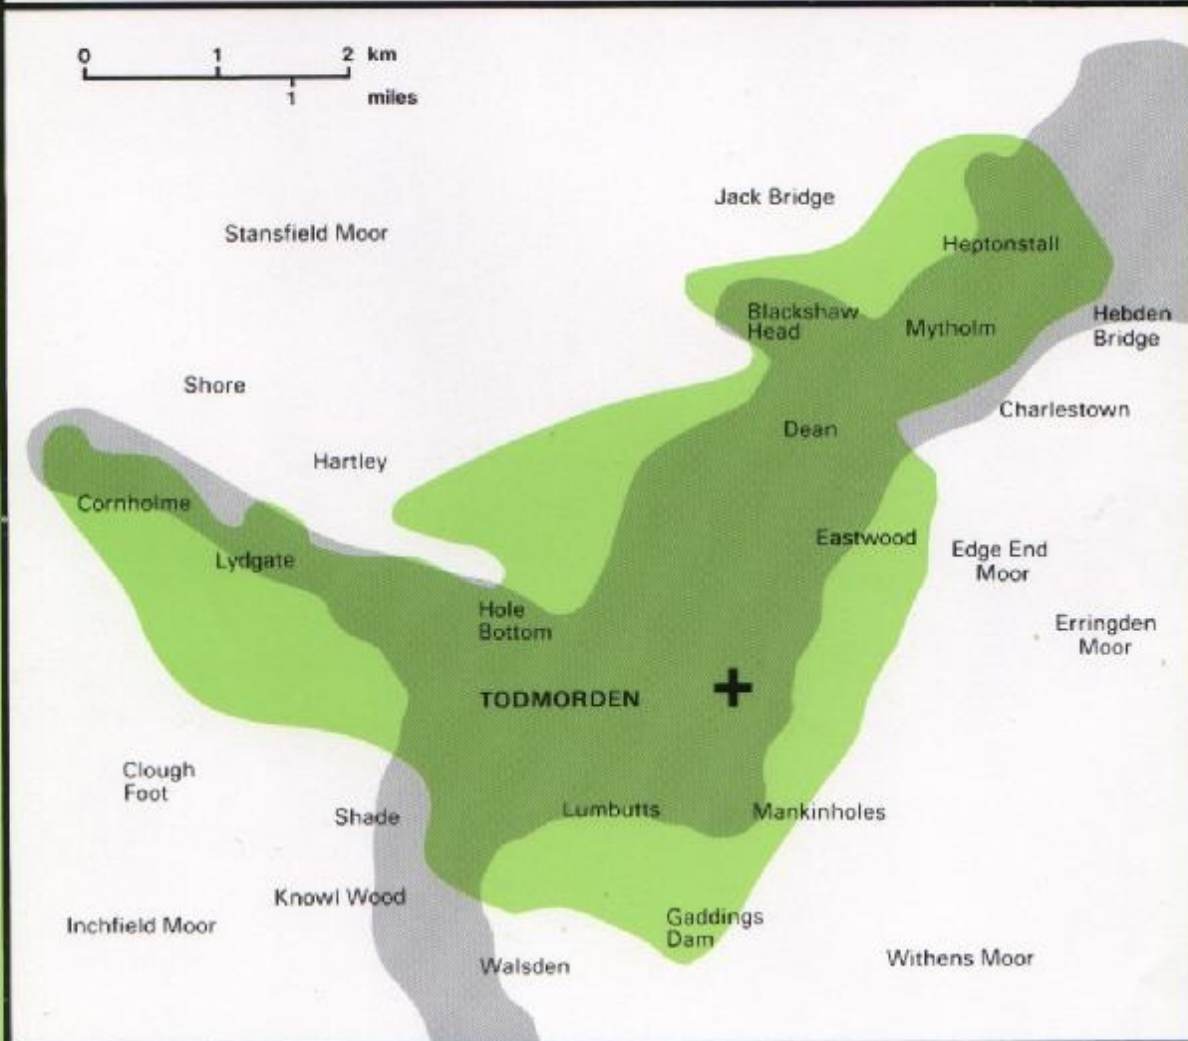 0 1 2 km
1 miles
Jack Bridge
Stansfield Moor
Heptonstall
Blackshaw
Head
Mytholm
Hebden
Bridge
Shore
Charlestown
Dean
Hartley
Cornholme
Eastwood
Edge End
Moor
Lydgate
Hole
Bottom
Erringden
Moor
TODMORDEN
Clough
Foot
Shade
Lumbutts
Mankinholes
Knowl Wood
Inchfield Moor
Gaddings
Dam
Walsden
Withens Moor